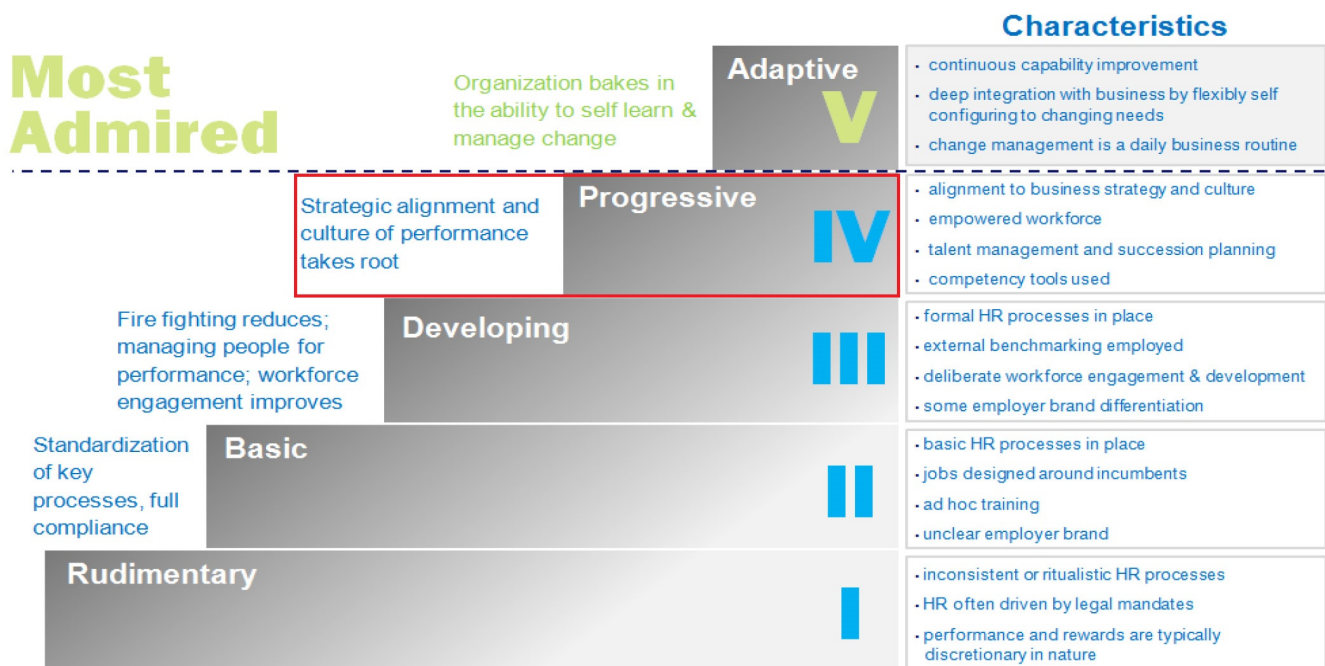 Characteristics
Most
Admired
Organization bakes in
the ability to self learn &
manage change
Adaptive
V
· continuous capability improvement
· deep integration with business by flexibly self
configuring to changing needs
· change management is a daily business routine
Strategic alignment and
culture of performance
takes root
Progressive
IV
· alignment to business strategy and culture
· empowered workforce
· talent management and succession planning
· competency tools used
Fire fighting reduces;
managing people for
performance; workforce
engagement improves
Developing
III
· formal HR processes in place
· external benchmarking employed
· deliberate workforce engagement & development
· some employer brand differentiation
Standardization
of key
processes, full
compliance
Basic
II
· basic HR processes in place
· jobs designed around incumbents
· ad hoc training
· unclear employer brand
Rudimentary
I
· inconsistent or ritualistic HR processes
· HR often driven by legal mandates
· performance and rewards are typically
discretionary in nature